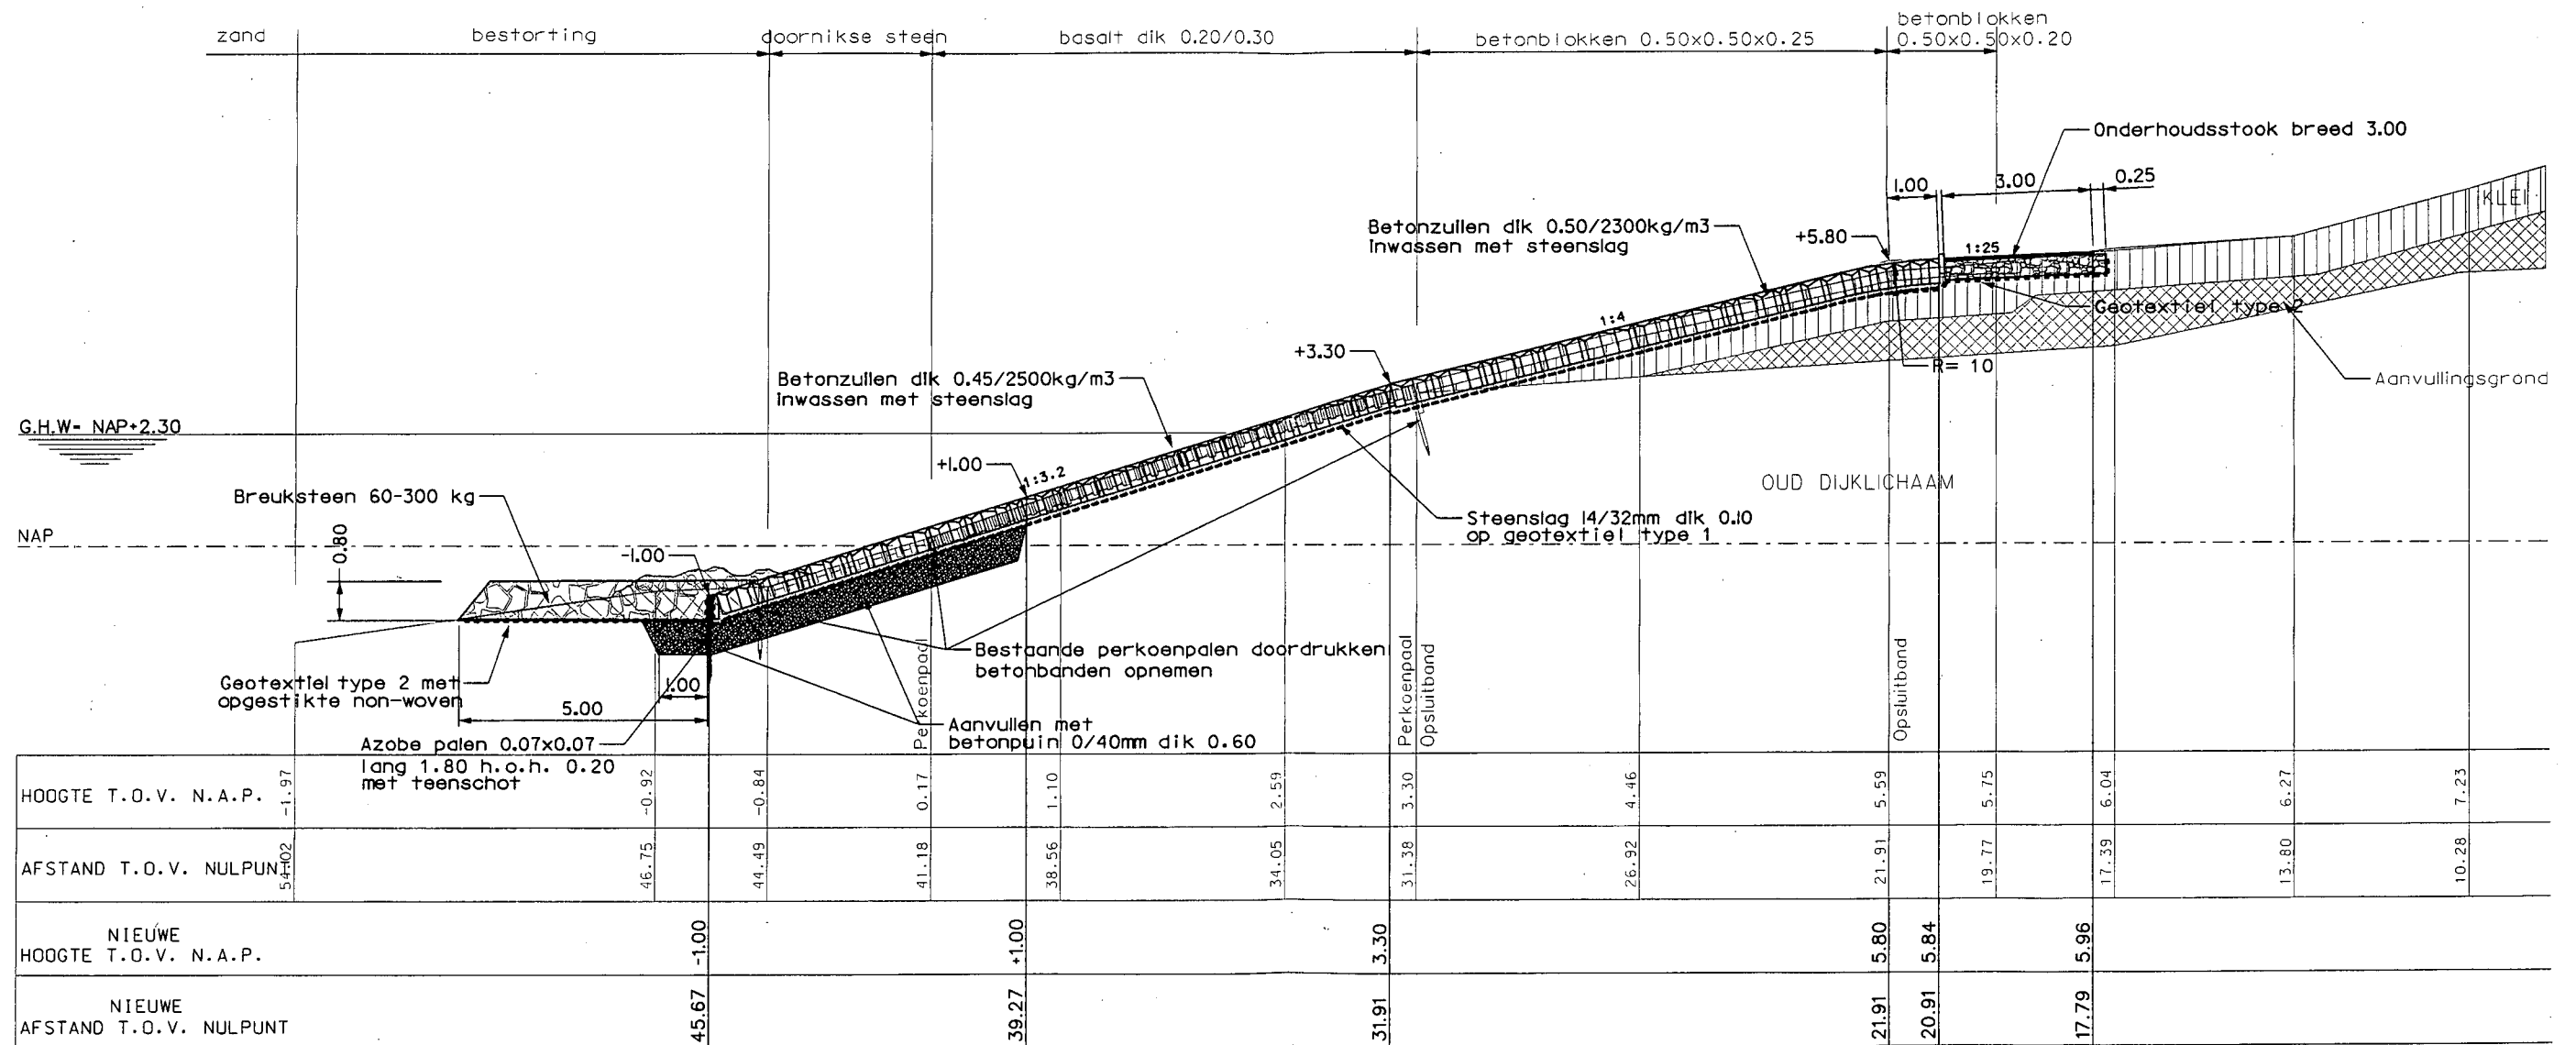 zand
bestorting
doornikse steen
basalt dik 0.20/0.30
betonblokken 0.50x0.50x0.25
betonblokken
0.50x0.50x0.20
Onderhoudsstook breed 3.00
1.00
3.00
0.25
KLEI
Betonzuilen dik 0.50/2300kg/m3
inwassen met steenslag
+5.80
1:25
Geotextiel type 2
1:4
+3.30
R= 10
Aanvullingsgrond
Betonzuilen dik 0.45/2500kg/m3
inwassen met steenslag
G.H.W= NAP+2.30
+1.00
1:3.2
OUD DIJKLICHAAM
Breuksteen 60-300 kg
Steenslag 14/32mm dik 0.10
op geotextiel type 1
NAP
0.80
-1.00
Bestaande perkoenpalen doordrukken
betonbanden opnemen
Perkoenpaal
Perkoenpaal
Opsluitband
Opsluitband
Geotextiel type 2 met
opgestikte non-woven
1.00
5.00
Aanvullen met
betonpuin 0/40mm dik 0.60
Azobe palen 0.07x0.07
lang 1.80 h.o.h. 0.20
met teenschot
HOOGTE T.O.V. N.A.P.
-1.97
-0.92
-0.84
0.17
1.10
2.59
3.30
4.46
5.59
5.75
6.04
6.27
7.23
AFSTAND T.O.V. NULPUNT
54.02
46.75
44.49
41.18
38.56
34.05
31.38
26.92
21.91
19.77
17.39
13.80
10.28
NIEUWE
HOOGTE T.O.V. N.A.P.
-1.00
+1.00
3.30
5.80
5.84
5.96
NIEUWE
AFSTAND T.O.V. NULPUNT
45.67
39.27
31.91
21.91
20.91
17.79